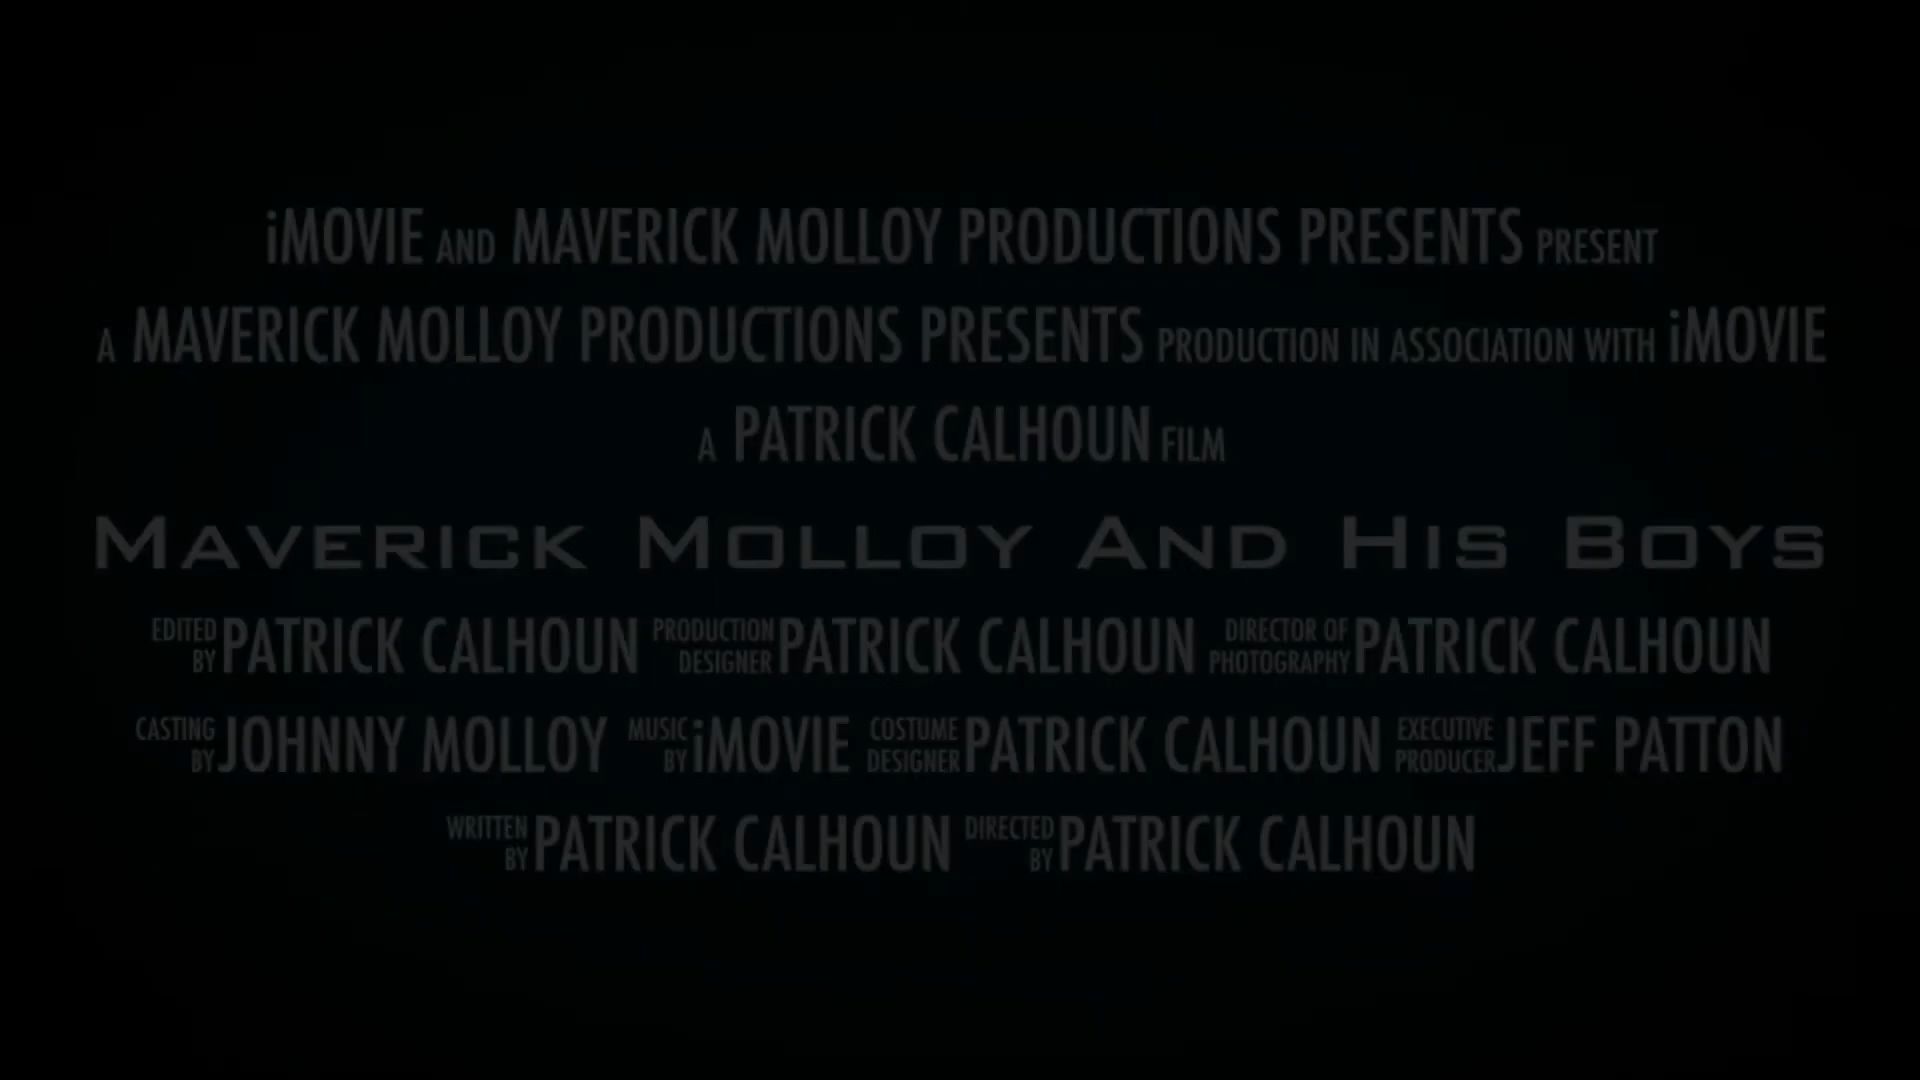 iMOVIE AND MAVERICK MOLLOY PRODUCTIONS PRESENTS PRESENT
A MAVERICK MOLLOY PRODUCTIONS PRESENTS PRODUCTION IN ASSOCIATION WITH iMOVIE
A PATRICK CALHOUN FILM
MAVERICK MOLLOY AND HIS BOYS
EDITED BY PATRICK CALHOUN PRODUCTION DESIGNER PATRICK CALHOUN DIRECTOR OF PHOTOGRAPHY PATRICK CALHOUN
CASTING BY JOHNNY MOLLOY MUSIC BY iMOVIE COSTUME DESIGNER PATRICK CALHOUN EXECUTIVE PRODUCER JEFF PATTON
WRITTEN BY PATRICK CALHOUN DIRECTED BY PATRICK CALHOUN